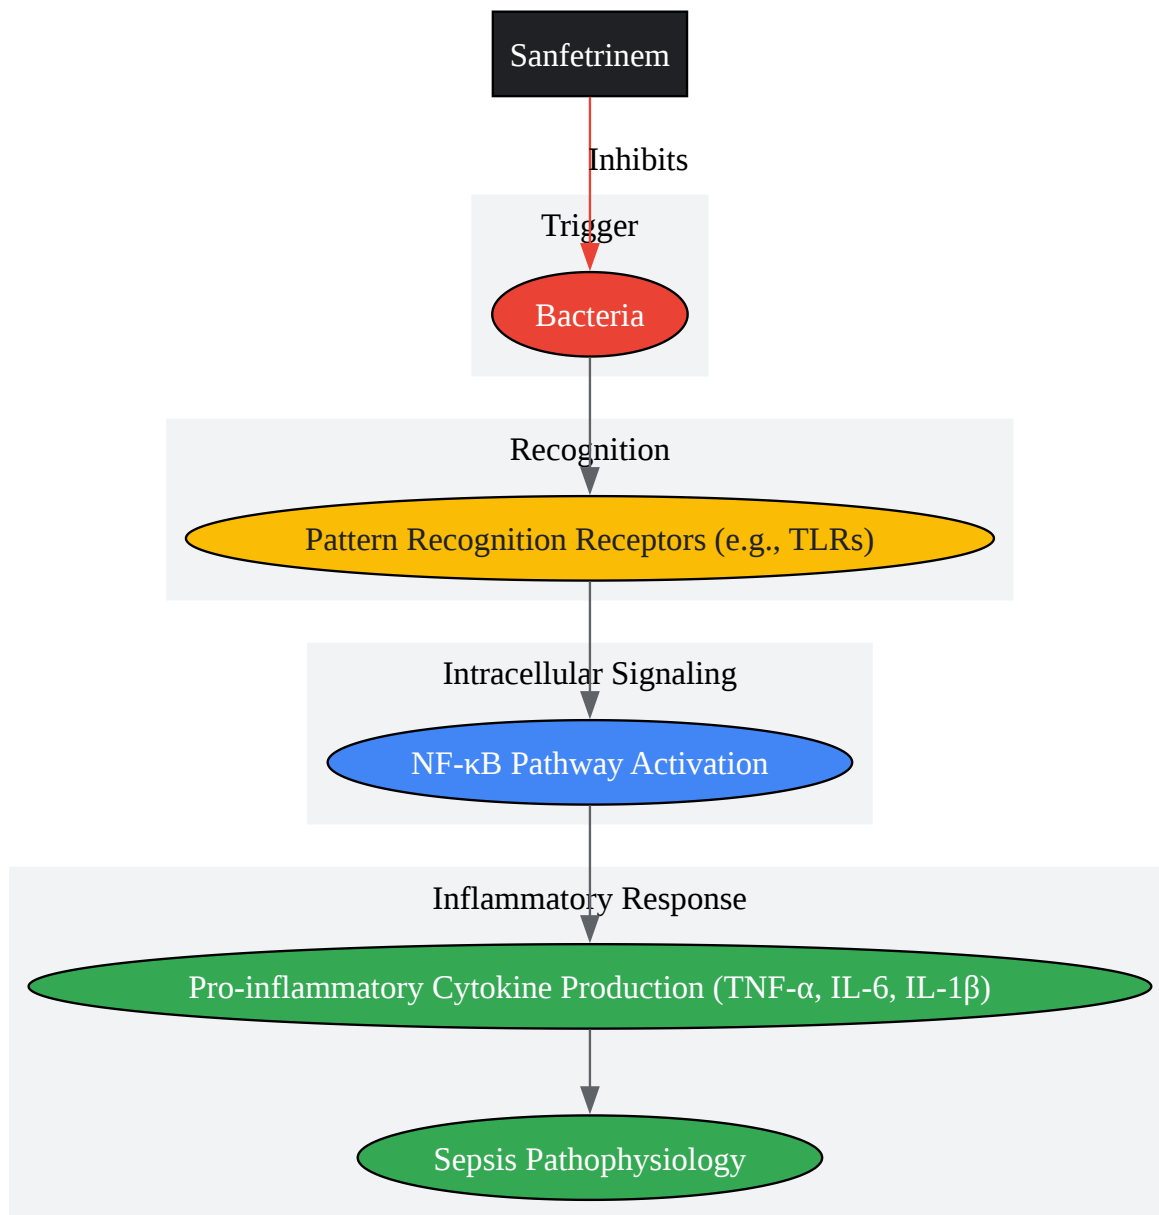 Sanfetrinem
Inhibits
Trigger
Bacteria
Recognition
Pattern Recognition Receptors (e.g., TLRs)
Intracellular Signaling
NF-κB Pathway Activation
Inflammatory Response
Pro-inflammatory Cytokine Production (TNF-α, IL-6, IL-1β)
Sepsis Pathophysiology